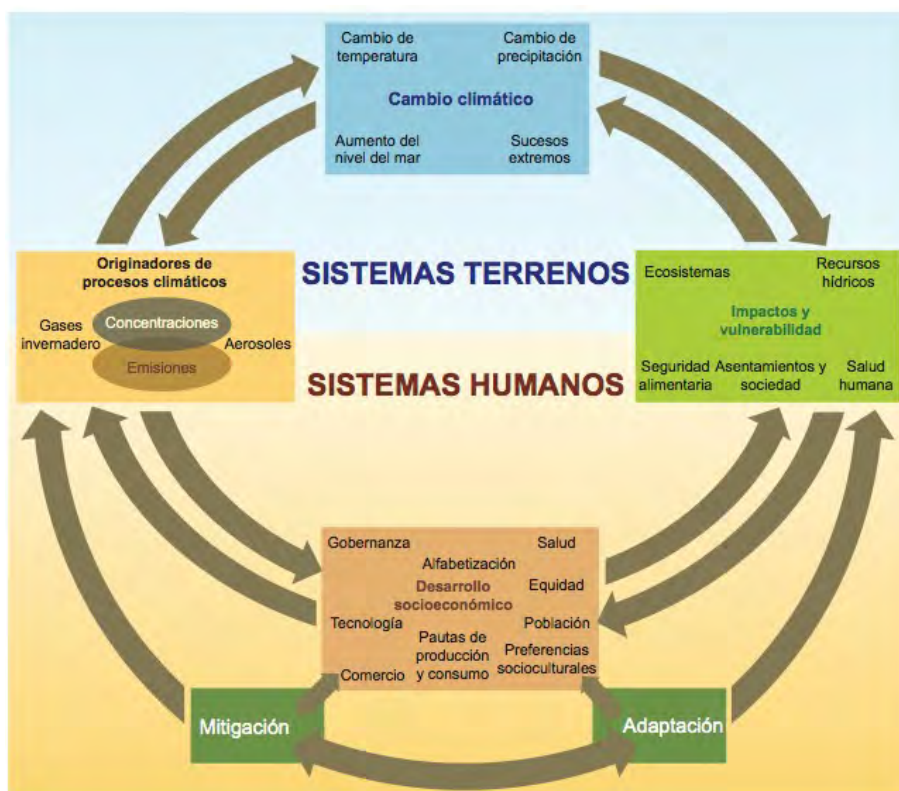 Cambio de
temperatura
Cambio de
precipitación
Cambio climático
Aumento del
nivel del mar
Sucesos
extremos
Originadores de
procesos climáticos
Concentraciones
Gases
invernadero
Aerosoles
Emisiones
SISTEMAS TERRENOS
SISTEMAS HUMANOS
Ecosistemas
Recursos
hídricos
Impactos y
vulnerabilidad
Seguridad
alimentaria
Asentamientos y
sociedad
Salud
humana
Gobernanza
Salud
Alfabetización
Desarrollo
socioeconómico
Equidad
Tecnología
Población
Pautas de
producción
y consumo
Preferencias
socioculturales
Comercio
Mitigación
Adaptación